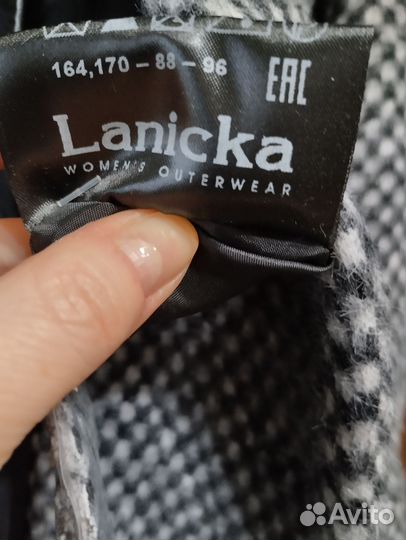 164,170-88-96 EAC
Lanicka
WOMEN'S OUTERWEAR
Avito